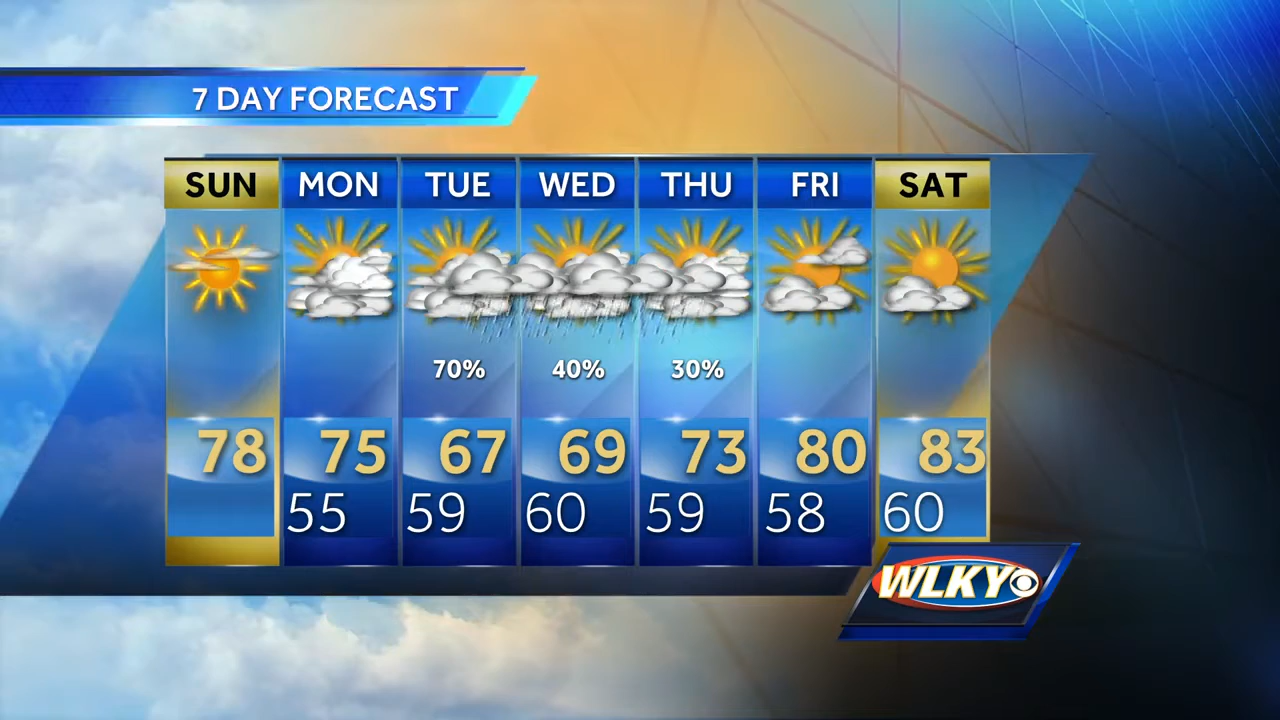 7 DAY FORECAST
SUN MON TUE WED THU FRI SAT
70% 40% 30%
78 75 67 69 73 80 83
55 59 60 59 58 60
WLKY